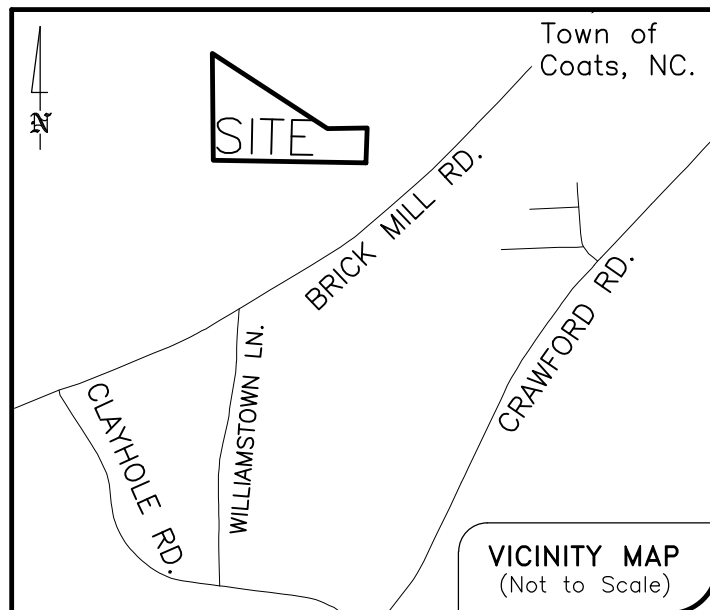 Town of
Coats, NC.
N
SITE
BRICK MILL RD.
CRAWFORD RD.
WILLIAMSTOWN LN.
CLAYHOLE RD.
VICINITY MAP
(Not to Scale)